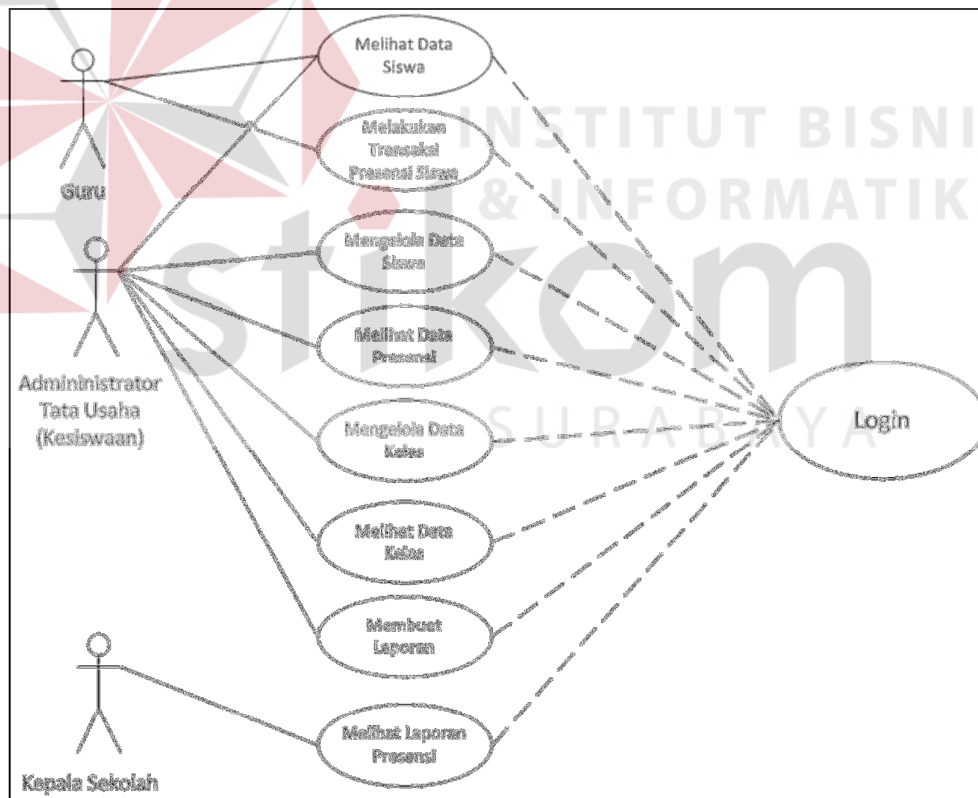 Melihat Data
Siswa
Melakukan
Transaksi
Presensi Siswa
Guru
Mengelola Data
Siswa
Melihat Data
Presensi
Admininistrator
Tata Usaha
(Kesiswaan)
Mengelola Data
Kelas
Login
Melihat Data
Kelas
Membuat
Laporan
Melihat Laporan
Presensi
Kepala Sekolah
INSTITUT BISNI
& INFORMATIK
stikom
SURABAYA